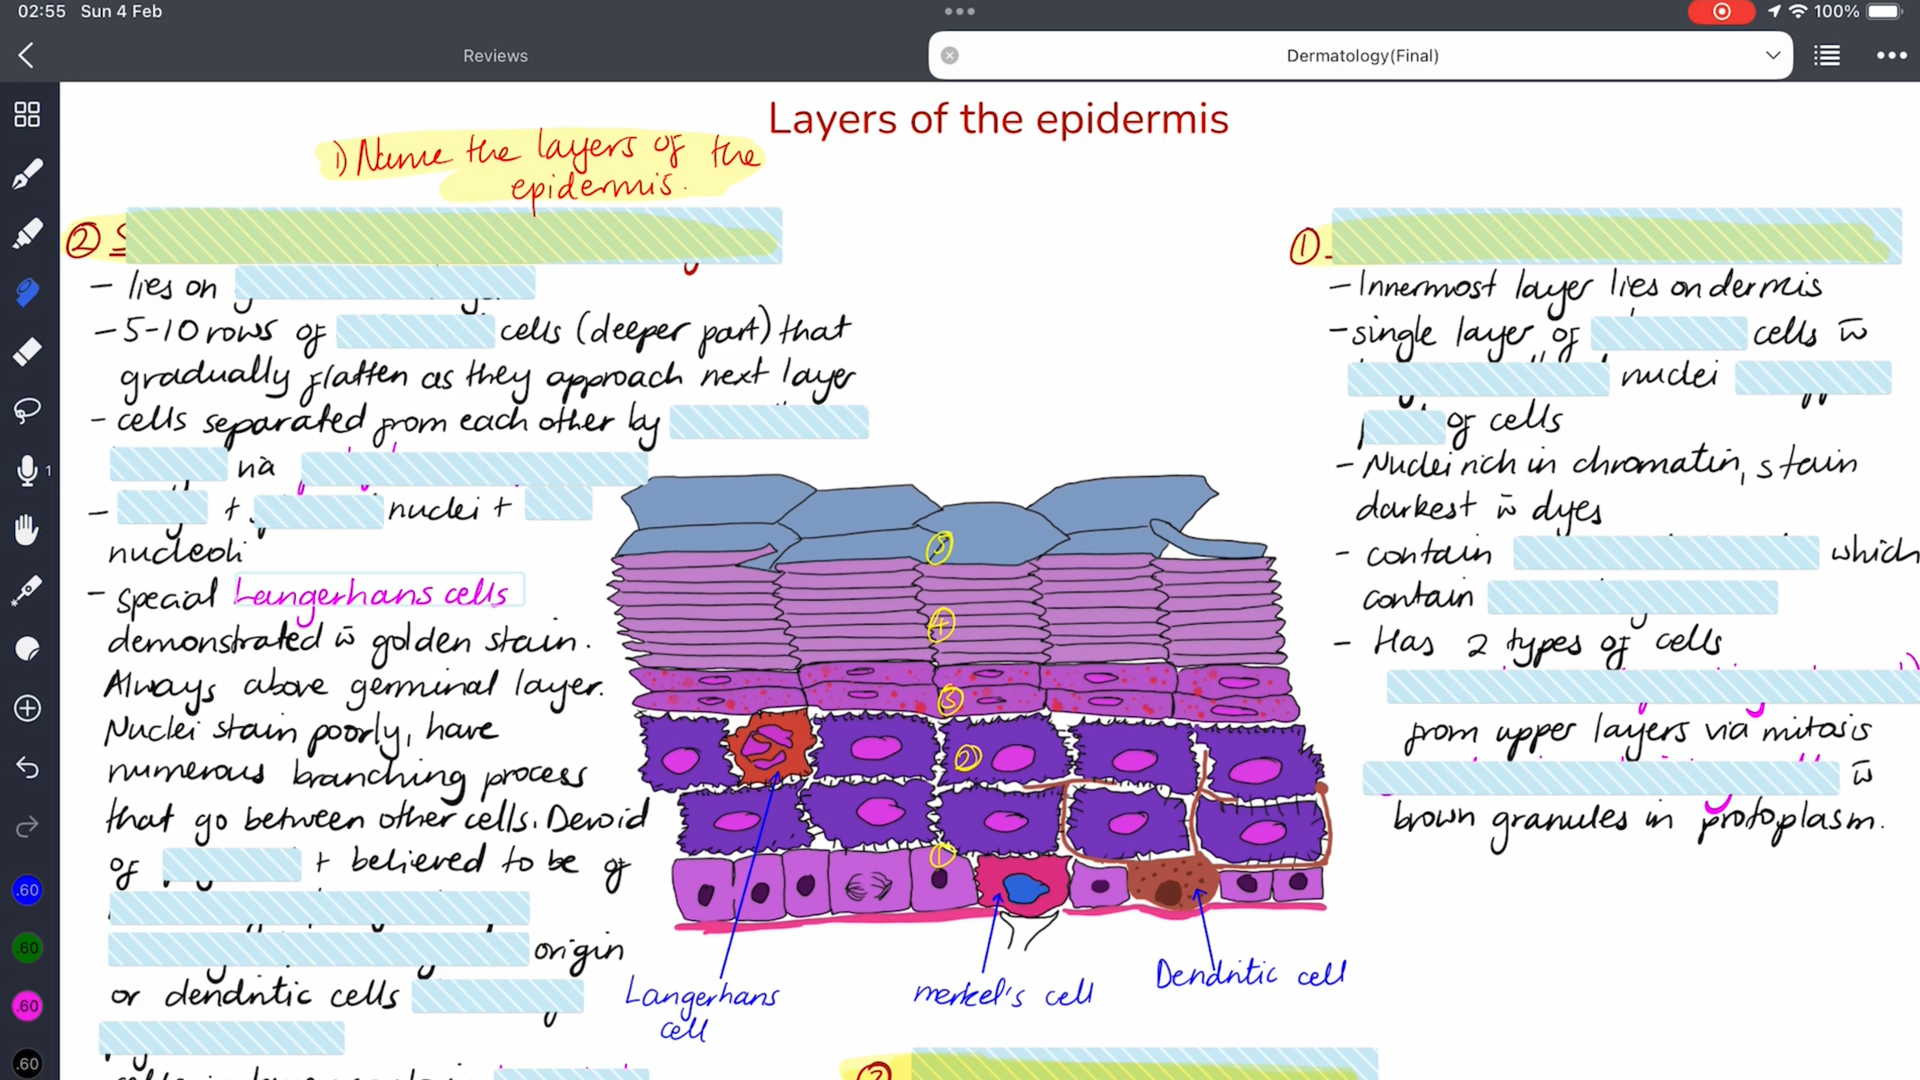 02:55 Sun 4 Feb
100%
Reviews
Dermatology(Final)
Layers of the epidermis
1) Name the layers of the
epidermis.
② S
- lies on
- 5-10 rows of cells (deeper part) that
gradually flatten as they approach next layer
- cells separated from each other by
via
- + nuclei +
nucleoli
- special Langerhans cells
demonstrated w̄ golden stain.
Always above germinal layer.
Nuclei stain poorly, have
numerous branching process
that go between other cells. Devoid
of + believed to be of
origin
or dendritic cells
①
- Innermost layer lies on dermis
- single layer of cells w̄
nuclei
of cells
- Nuclei rich in chromatin, stain
darkest w̄ dyes
- contain which
contain
- Has 2 types of cells
from upper layers via mitosis
w̄
brown granules in protoplasm.
5
4
3
2
1
Langerhans
cell
merkel's cell
Dendritic cell
1
.60
.60
.60
.60